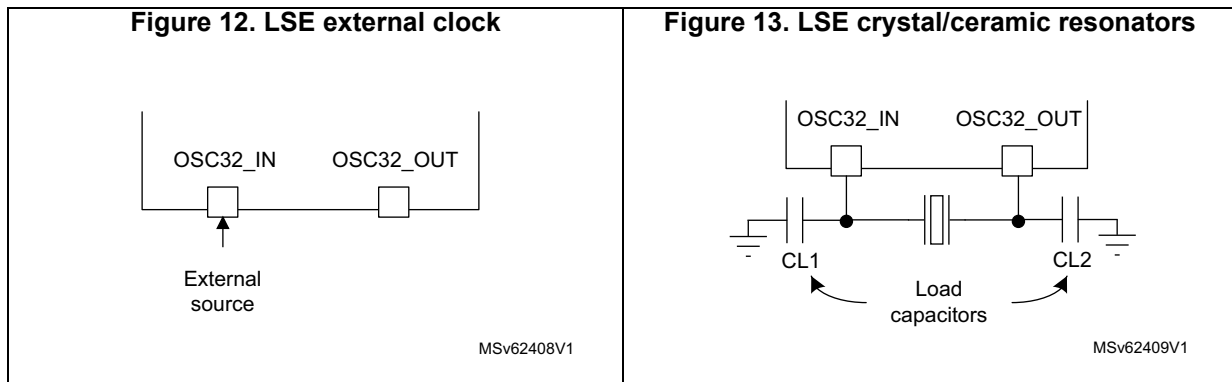 Figure 12. LSE external clock
OSC32_IN OSC32_OUT
External
source
MSv62408V1
Figure 13. LSE crystal/ceramic resonators
OSC32_IN OSC32_OUT
CL1 CL2
Load
capacitors
MSv62409V1